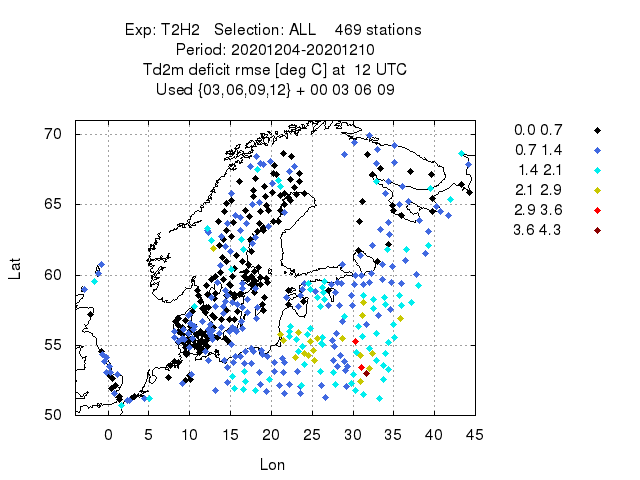 Exp: T2H2 Selection: ALL 469 stations
Period: 20201204-20201210
Td2m deficit rmse [deg C] at 12 UTC
Used {03,06,09,12} + 00 03 06 09
0.0 0.7
0.7 1.4
1.4 2.1
2.1 2.9
2.9 3.6
3.6 4.3
70
65
60
55
50
Lat
0 5 10 15 20 25 30 35 40 45
Lon